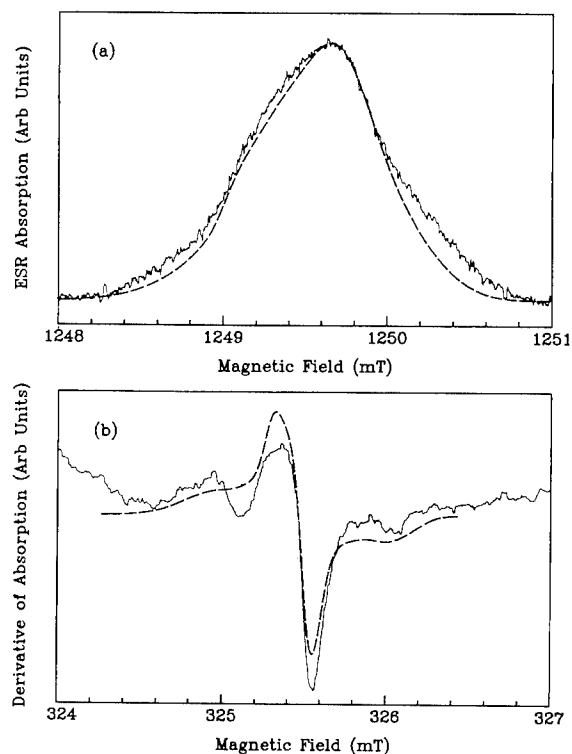 (a)
ESR Absorption (Arb Units)
1248
1249
1250
1251
Magnetic Field (mT)
(b)
Derivative of Absorption (Arb Units)
324
325
326
327
Magnetic Field (mT)